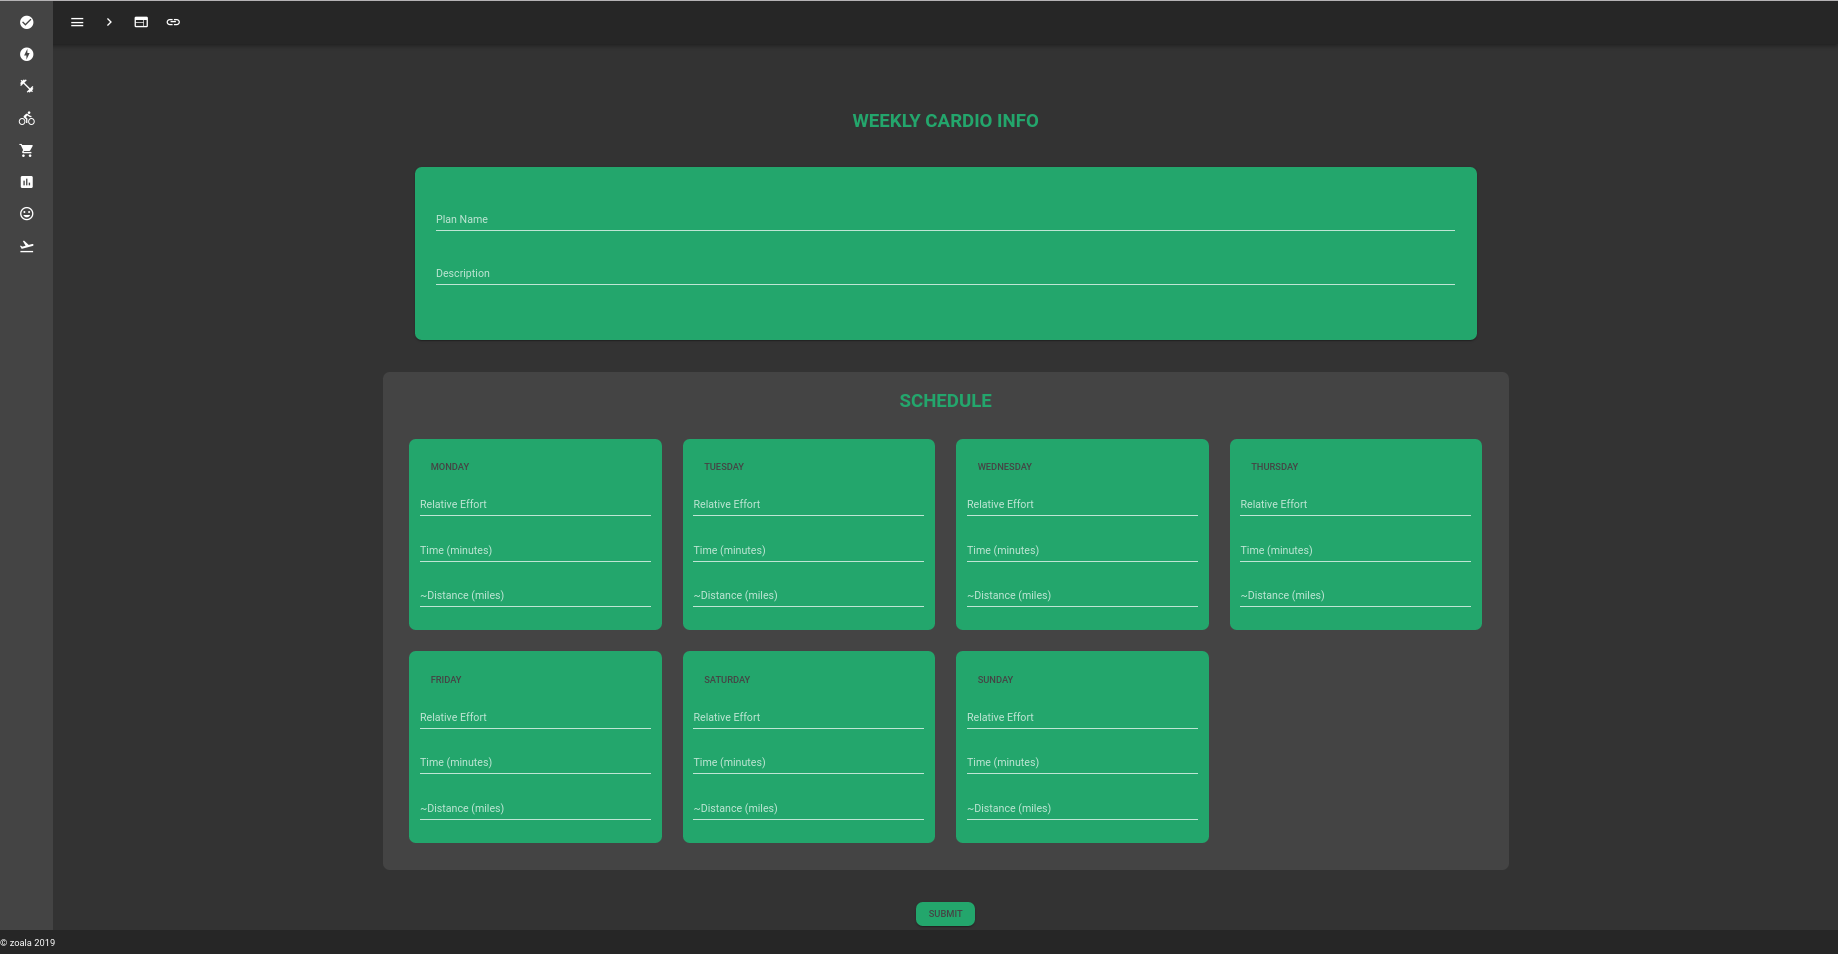 WEEKLY CARDIO INFO
Plan Name
Description
SCHEDULE
MONDAY
Relative Effort
Time (minutes)
~Distance (miles)
TUESDAY
Relative Effort
Time (minutes)
~Distance (miles)
WEDNESDAY
Relative Effort
Time (minutes)
~Distance (miles)
THURSDAY
Relative Effort
Time (minutes)
~Distance (miles)
FRIDAY
Relative Effort
Time (minutes)
~Distance (miles)
SATURDAY
Relative Effort
Time (minutes)
~Distance (miles)
SUNDAY
Relative Effort
Time (minutes)
~Distance (miles)
SUBMIT
© zoala 2019